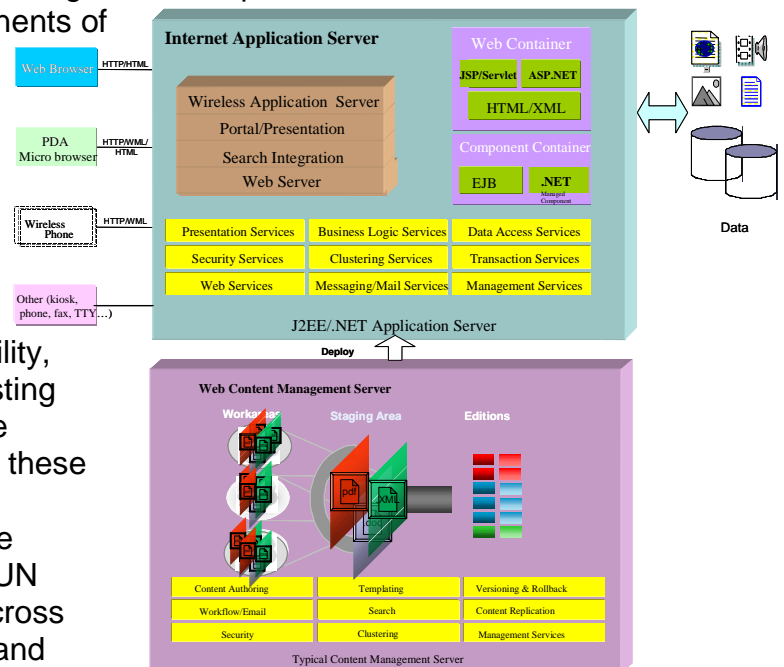 nents of
Internet Application Server
Web Container
JSP/Servlet
ASP.NET
HTML/XML
Component Container
EJB
.NET
Managed
Component
Wireless Application Server
Portal/Presentation
Search Integration
Web Server
Web Browser
HTTP/HTML
PDA
Micro browser
HTTP/WML/
HTML
Wireless
Phone
HTTP/WML
Other (kiosk,
phone, fax, TTY...)
Presentation Services
Business Logic Services
Data Access Services
Security Services
Clustering Services
Transaction Services
Web Services
Messaging/Mail Services
Management Services
J2EE/.NET Application Server
Data
Deploy
ility,
sting
e
these
e
UN
cross
and
Web Content Management Server
Workareas
Staging Area
Editions
pdf
XML
Content Authoring
Templating
Versioning & Rollback
Workflow/Email
Search
Content Replication
Security
Clustering
Management Services
Typical Content Management Server